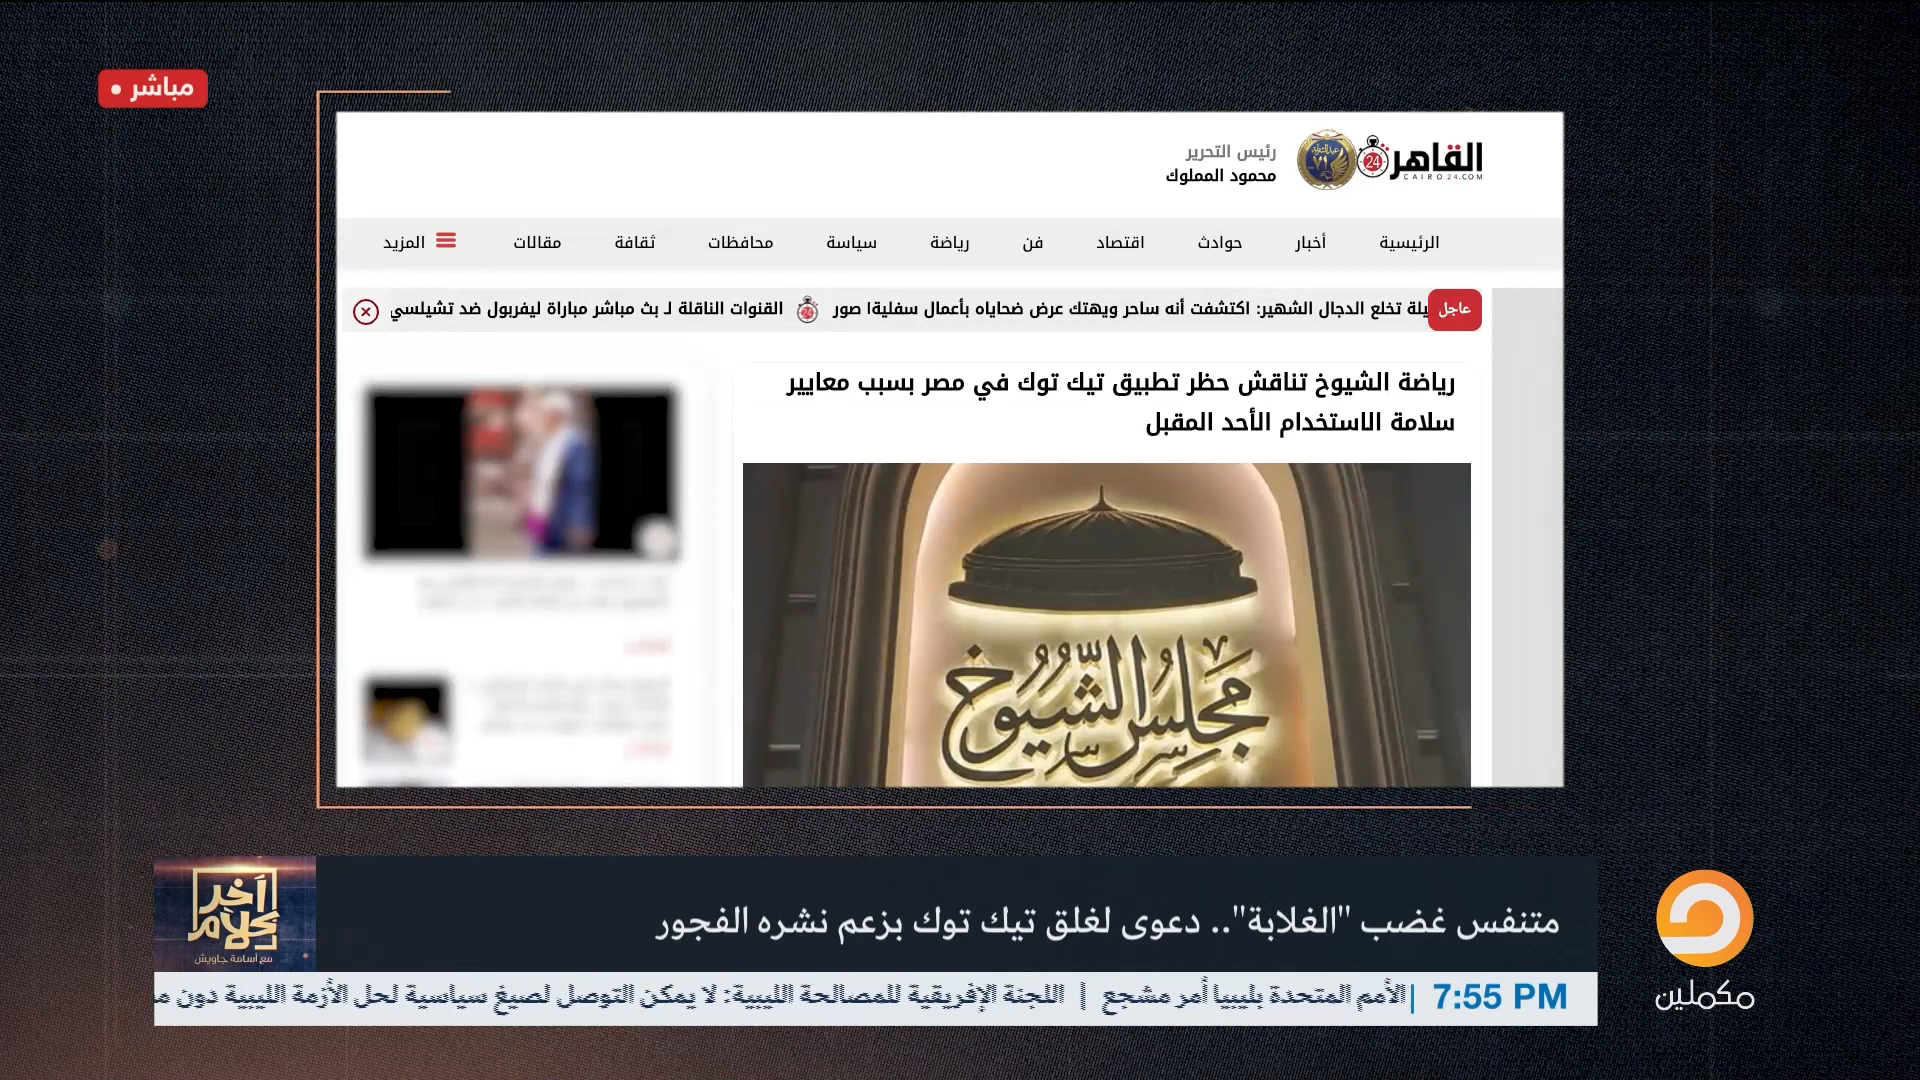 مباشر
القاهرة 24
CAIRO24.COM
عيد الشرطة
٧١
رئيس التحرير
محمود المملوك
الرئيسية
أخبار
حوادث
اقتصاد
فن
رياضة
سياسة
محافظات
ثقافة
مقالات
المزيد
عاجل
يلة تخلع الدجال الشهير: اكتشفت أنه ساحر ويهتك عرض ضحاياه بأعمال سفلية| صور
القنوات الناقلة لـ بث مباشر مباراة ليفربول ضد تشيلسي
رياضة الشيوخ تناقش حظر تطبيق تيك توك في مصر بسبب معايير
سلامة الاستخدام الأحد المقبل
مجلس الشيوخ
آخر
كلام
مع أسامة جاويش
متنفس غضب "الغلابة".. دعوى لغلق تيك توك بزعم نشره الفجور
7:55 PM
الأمم المتحدة بليبيا أمر مشجع | اللجنة الإفريقية للمصالحة الليبية: لا يمكن التوصل لصيغ سياسية لحل الأزمة الليبية دون م
مكملين